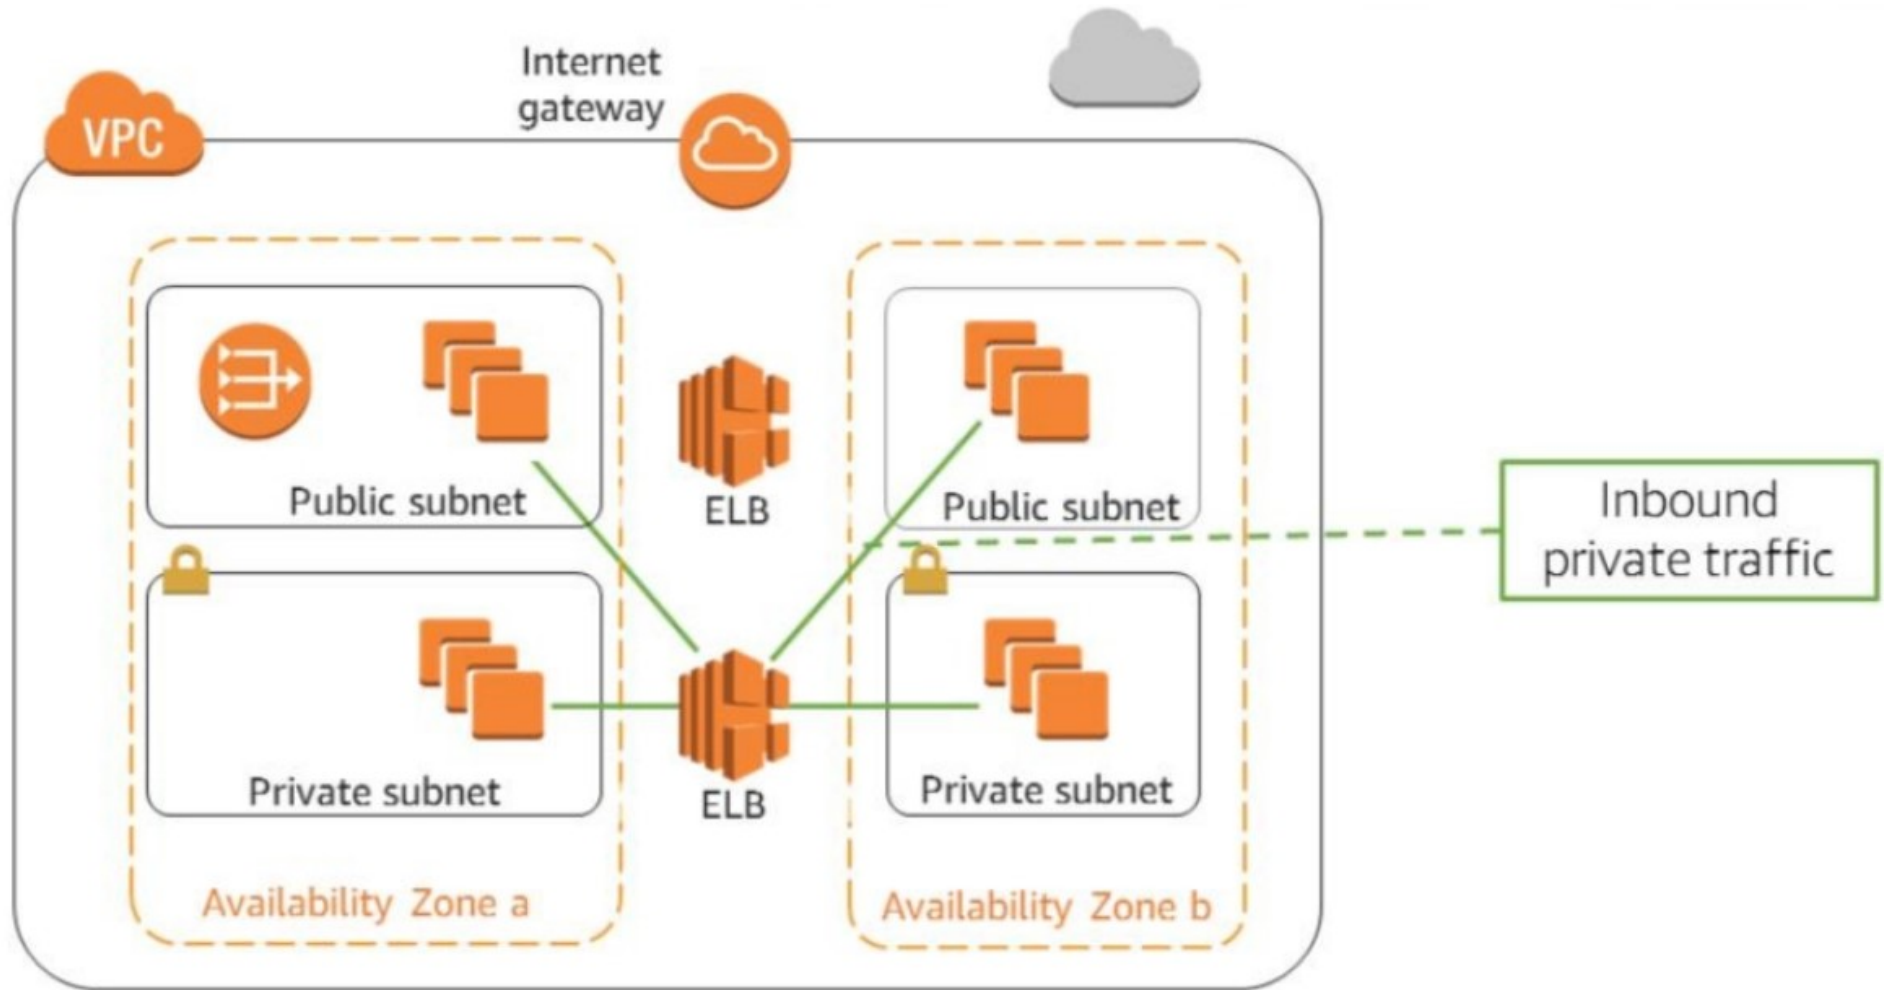 Internet
gateway
VPC
Public subnet
ELB
Public subnet
Inbound
private traffic
Private subnet
ELB
Private subnet
Availability Zone a
Availability Zone b